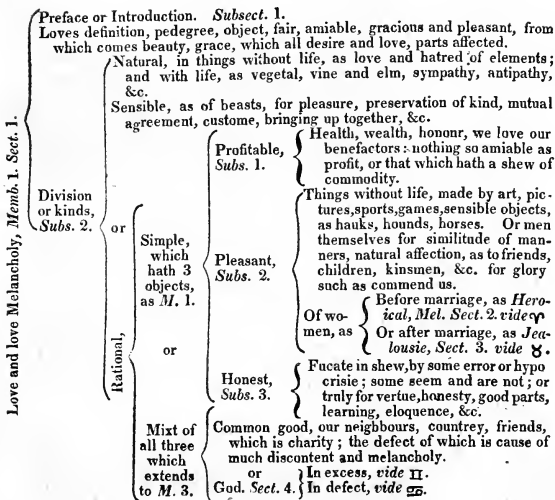 Love and love Melancholy, Memb. 1. Sect. 1.
Preface or Introduction. Subsect. 1.
Loves definition, pedegree, object, fair, amiable, gracious and pleasant, from
which comes beauty, grace, which all desire and love, parts affected.
Division
or kinds,
Subs. 2.
Natural, in things without life, as love and hatred of elements;
and with life, as vegetal, vine and elm, sympathy, antipathy,
&c.
Sensible, as of beasts, for pleasure, preservation of kind, mutual
agreement, custome, bringing up together, &c.
or
Rational,
Simple,
which
hath 3
objects,
as M. 1.
Profitable,
Subs. 1.
Health, wealth, honour, we love our
benefactors: nothing so amiable as
profit, or that which hath a shew of
commodity.
Pleasant,
Subs. 2.
Things without life, made by art, pic-
tures,sports,games,sensible objects,
as hauks, hounds, horses. Or men
themselves for similitude of man-
ners, natural affection, as to friends,
children, kinsmen, &c. for glory
such as commend us.
Of wo-
men, as
Before marriage, as Hero-
ical, Mel. Sect. 2. vide ♈
Or after marriage, as Jea-
lousie, Sect. 3. vide ♉.
Honest,
Subs. 3.
Fucate in shew,by some error or hypo
crisie; some seem and are not; or
truly for vertue,honesty, good parts,
learning, eloquence, &c.
or
Mixt of
all three
which
extends
to M. 3.
Common good, our neighbours, countrey, friends,
which is charity; the defect of which is cause of
much discontent and melancholy.
or
God. Sect. 4.
In excess, vide ♊.
In defect, vide ♋.